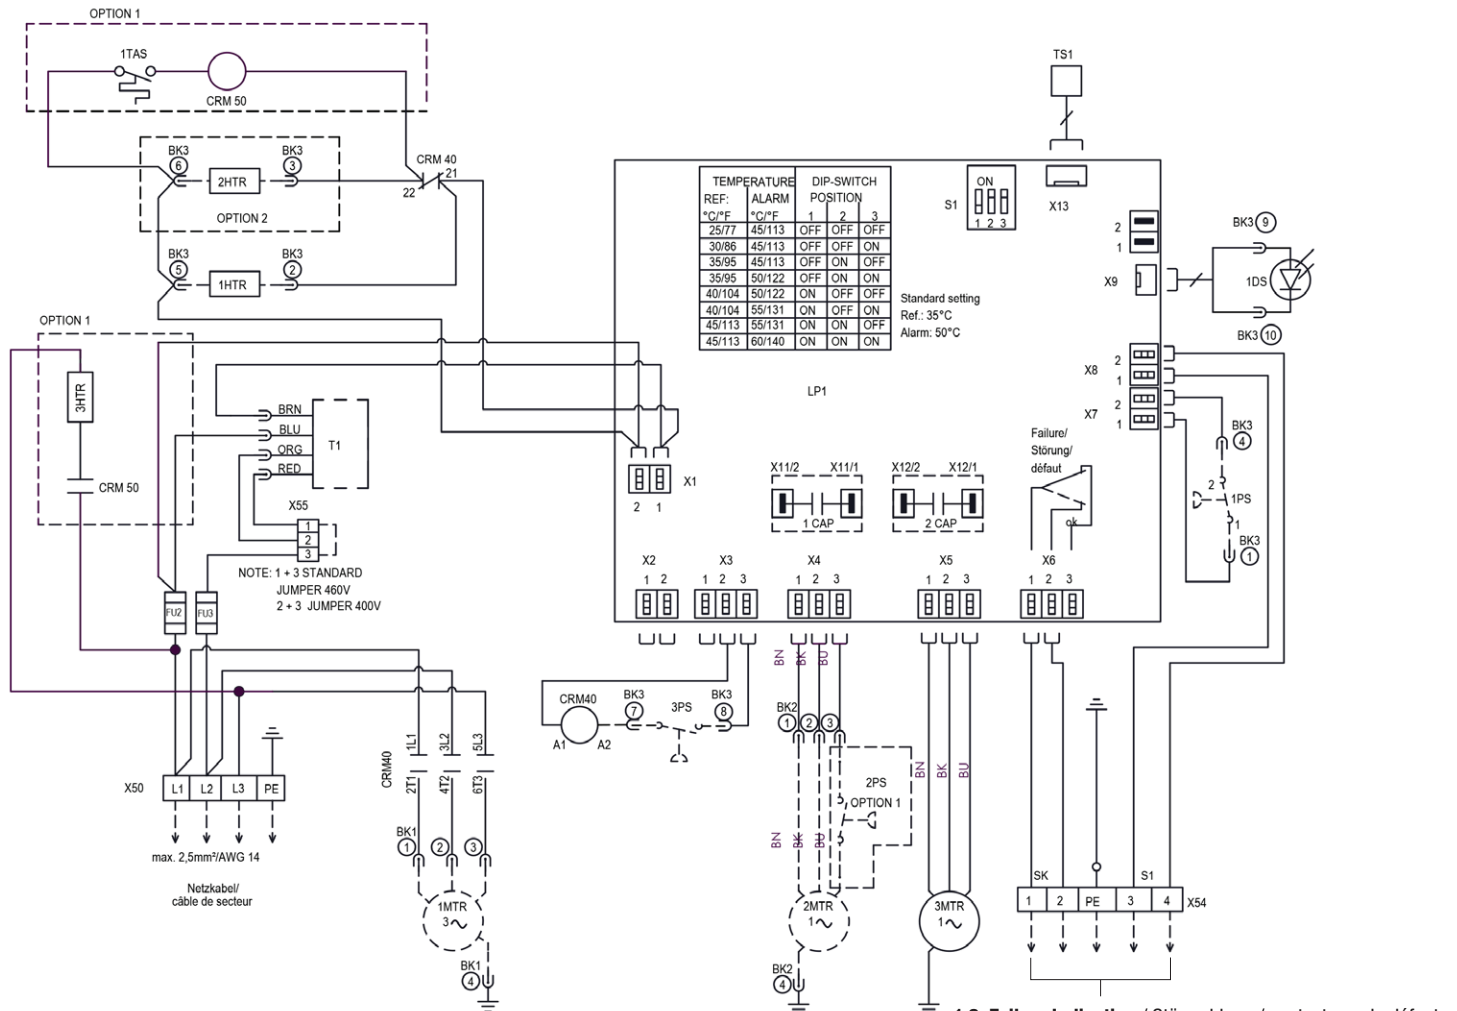 OPTION 1
1TAS
CRM 50
BK3
6
2HTR
BK3
3
OPTION 2
CRM 40
21
22
BK3
5
1HTR
BK3
2
OPTION 1
3HTR
CRM 50
BRN
BLU
ORG
RED
T1
X55
1
2
3
NOTE: 1 + 3 STANDARD
JUMPER 460V
2 + 3 JUMPER 400V
FU2
FU3
X50
L1
L2
L3
PE
max. 2,5mm²/AWG 14
Netzkabel/
câble de secteur
CRM40
1L1
3L2
5L3
2T1
4T2
6T3
BK1
1
2
3
1MTR
3
BK1
4
TS1
TEMPERATURE DIP-SWITCH
REF: ALARM POSITION
°C/°F °C/°F 1 2 3
25/77 45/113 OFF OFF OFF
30/86 45/113 OFF OFF ON
35/95 45/113 OFF ON OFF
35/95 50/122 OFF ON ON
40/104 50/122 ON OFF OFF
40/104 55/131 ON OFF ON
45/113 55/131 ON ON OFF
45/113 60/140 ON ON ON
Standard setting
Ref.: 35°C
Alarm: 50°C
S1
ON
1 2 3
X13
2
1
X9
BK3 9
1DS
BK3 10
LP1
X8
2
1
X7
2
1
BK3
4
2
1PS
1
BK3
1
Failure/
Störung/
défaut
ok
X1
2 1
X11/2 X11/1
1 CAP
X12/2 X12/1
2 CAP
X2
1 2
X3
1 2 3
X4
1 2 3
X5
1 2 3
X6
1 2 3
CRM40
A1
A2
BK3
7
3PS
BK3
8
BN
BK
BU
BK2
1
2
3
2PS
OPTION 1
BN
BK
BU
2MTR
1
BK2
4
BN
BK
BU
3MTR
1
SK
S1
1
2
PE
3
4
X54